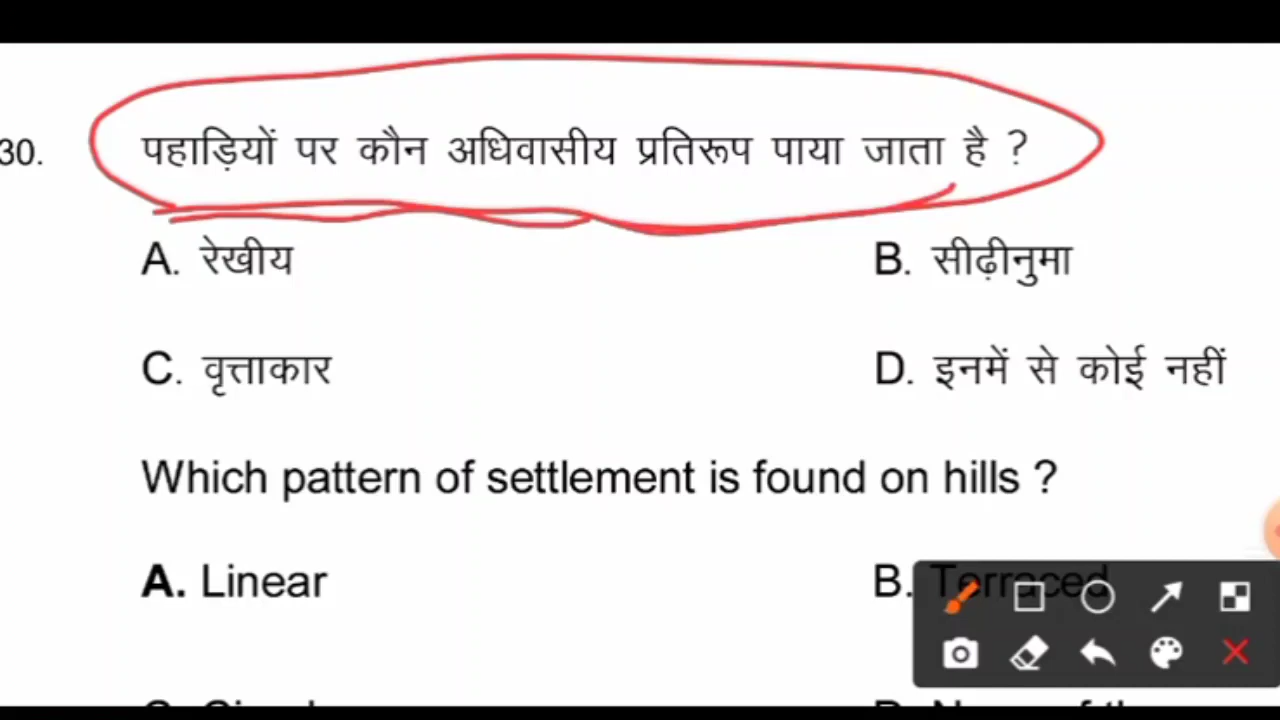 30. पहाड़ियों पर कौन अधिवासीय प्रतिरूप पाया जाता है ?
A. रेखीय B. सीढ़ीनुमा
C. वृत्ताकार D. इनमें से कोई नहीं
Which pattern of settlement is found on hills ?
A. Linear B. Terraced